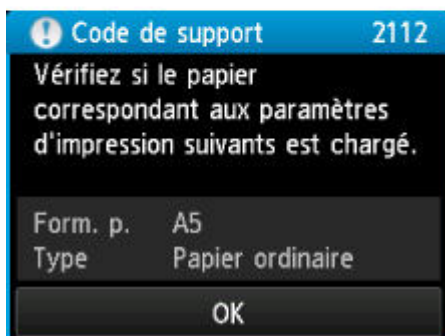 Code de support 2112
Vérifiez si le papier
correspondant aux paramètres
d'impression suivants est chargé.
Form. p. A5
Type Papier ordinaire
OK